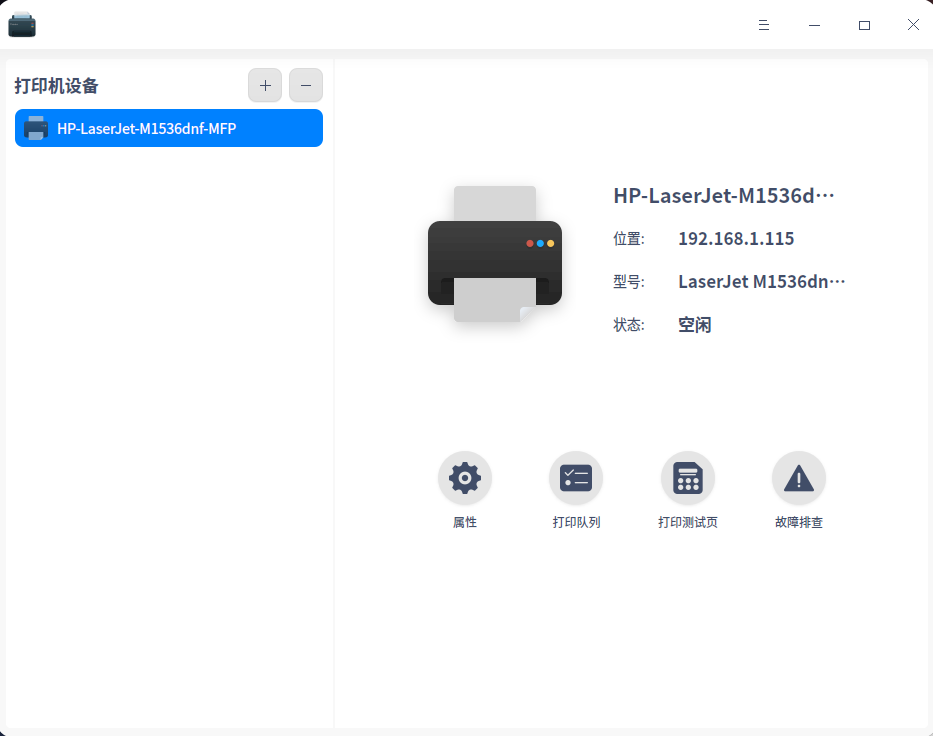 打印机设备
HP-LaserJet-M1536dnf-MFP
HP-LaserJet-M1536d···
位置: 192.168.1.115
型号: LaserJet M1536dn···
状态: 空闲
属性 打印队列 打印测试页 故障排查